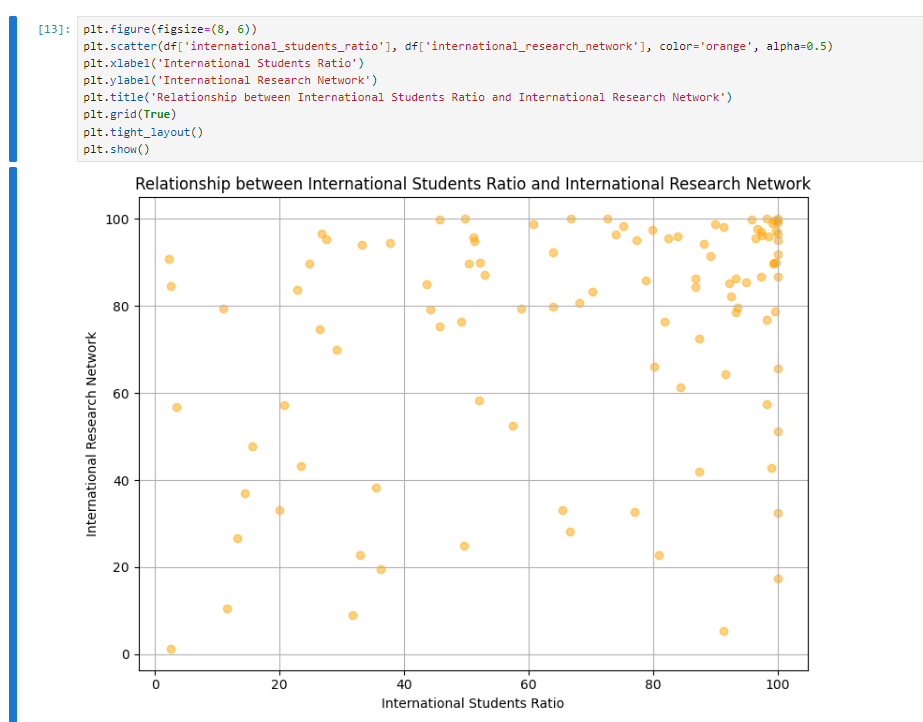 [13]: plt.figure(figsize=(8, 6))
plt.scatter(df['international_students_ratio'], df['international_research_network'], color='orange', alpha=0.5)
plt.xlabel('International Students Ratio')
plt.ylabel('International Research Network')
plt.title('Relationship between International Students Ratio and International Research Network')
plt.grid(True)
plt.tight_layout()
plt.show()
Relationship between International Students Ratio and International Research Network
International Research Network
100
80
60
40
20
0
0 20 40 60 80 100
International Students Ratio